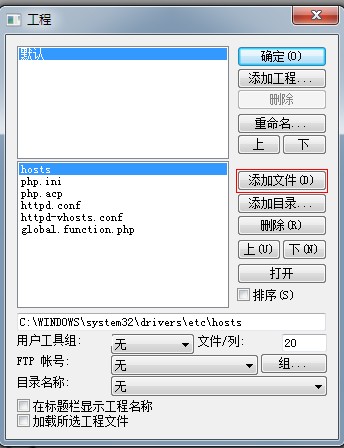 工程
默认
确定(O)
添加工程...
删除
重命名...
上
下
hosts
php.ini
php.acp
httpd.conf
httpd-vhosts.conf
global.function.php
添加文件(D)
添加目录...
删除(R)
上(U)
下(N)
打开
排序(S)
C:\WINDOWS\system32\drivers\etc\hosts
用户工具组: 无 文件/列: 20
FTP 帐号: 无 组...
目录名称: 无
在标题栏显示工程名称
加载所选工程文件